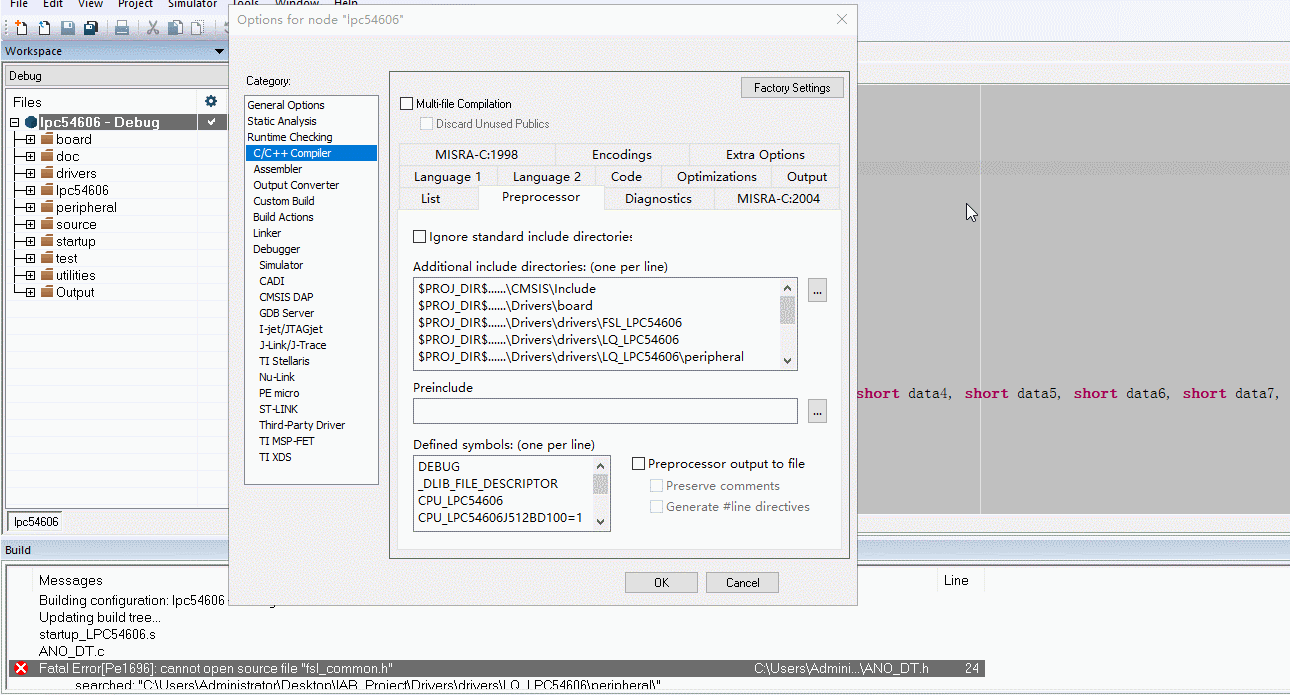 File Edit View Project Simulator Tools Window Help
Options for node "lpc54606"
Workspace
Debug
Files
lpc54606 - Debug
board
doc
drivers
lpc54606
peripheral
source
startup
test
utilities
Output
lpc54606
Category:
General Options
Static Analysis
Runtime Checking
C/C++ Compiler
Assembler
Output Converter
Custom Build
Build Actions
Linker
Debugger
Simulator
CADI
CMSIS DAP
GDB Server
I-jet/JTAGjet
J-Link/J-Trace
TI Stellaris
Nu-Link
PE micro
ST-LINK
Third-Party Driver
TI MSP-FET
TI XDS
Factory Settings
Multi-file Compilation
Discard Unused Publics
MISRA-C:1998 Encodings Extra Options
Language 1 Language 2 Code Optimizations Output
List Preprocessor Diagnostics MISRA-C:2004
Ignore standard include directories
Additional include directories: (one per line)
$PROJ_DIR$......\CMSIS\Include
$PROJ_DIR$......\Drivers\board
$PROJ_DIR$......\Drivers\drivers\FSL_LPC54606
$PROJ_DIR$......\Drivers\drivers\LQ_LPC54606
$PROJ_DIR$......\Drivers\drivers\LQ_LPC54606\peripheral
...
Preinclude
...
Defined symbols: (one per line)
DEBUG
_DLIB_FILE_DESCRIPTOR
CPU_LPC54606
CPU_LPC54606J512BD100=1
Preprocessor output to file
Preserve comments
Generate #line directives
OK Cancel
short data4, short data5, short data6, short data7,
Build
Messages Line
Building configuration: lpc54606
Updating build tree...
startup_LPC54606.s
ANO_DT.c
Fatal Error[Pe1696]: cannot open source file "fsl_common.h" C:\Users\Admini...\ANO_DT.h 24
searched: "C:\Users\Administrator\Desktop\IAR_Project\Drivers\drivers\LQ_LPC54606\peripheral\"